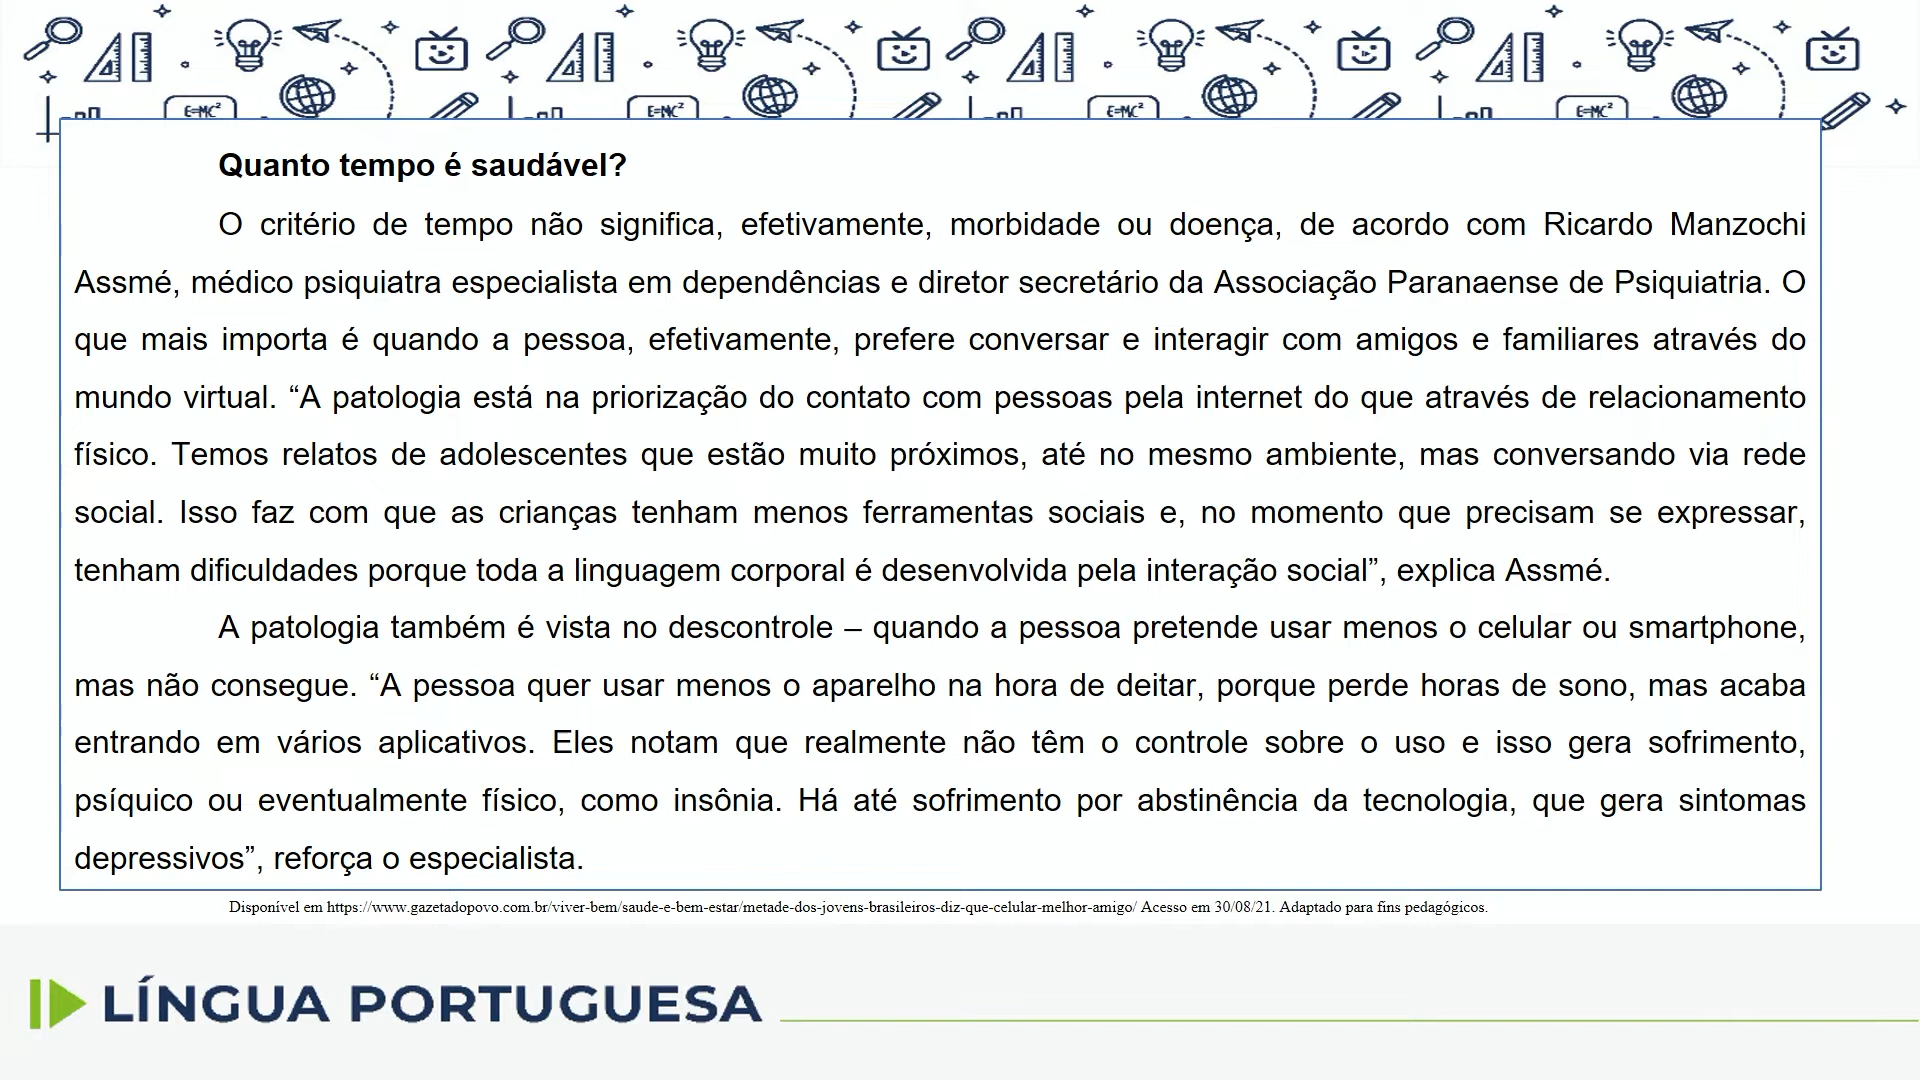 E=MC² E=MC² E=MC² E=MC²
Quanto tempo é saudável?
O critério de tempo não significa, efetivamente, morbidade ou doença, de acordo com Ricardo Manzochi
Assmé, médico psiquiatra especialista em dependências e diretor secretário da Associação Paranaense de Psiquiatria. O
que mais importa é quando a pessoa, efetivamente, prefere conversar e interagir com amigos e familiares através do
mundo virtual. “A patologia está na priorização do contato com pessoas pela internet do que através de relacionamento
físico. Temos relatos de adolescentes que estão muito próximos, até no mesmo ambiente, mas conversando via rede
social. Isso faz com que as crianças tenham menos ferramentas sociais e, no momento que precisam se expressar,
tenham dificuldades porque toda a linguagem corporal é desenvolvida pela interação social”, explica Assmé.
A patologia também é vista no descontrole – quando a pessoa pretende usar menos o celular ou smartphone,
mas não consegue. “A pessoa quer usar menos o aparelho na hora de deitar, porque perde horas de sono, mas acaba
entrando em vários aplicativos. Eles notam que realmente não têm o controle sobre o uso e isso gera sofrimento,
psíquico ou eventualmente físico, como insônia. Há até sofrimento por abstinência da tecnologia, que gera sintomas
depressivos”, reforça o especialista.
Disponível em https://www.gazetadopovo.com.br/viver-bem/saude-e-bem-estar/metade-dos-jovens-brasileiros-diz-que-celular-melhor-amigo/ Acesso em 30/08/21. Adaptado para fins pedagógicos.
LÍNGUA PORTUGUESA